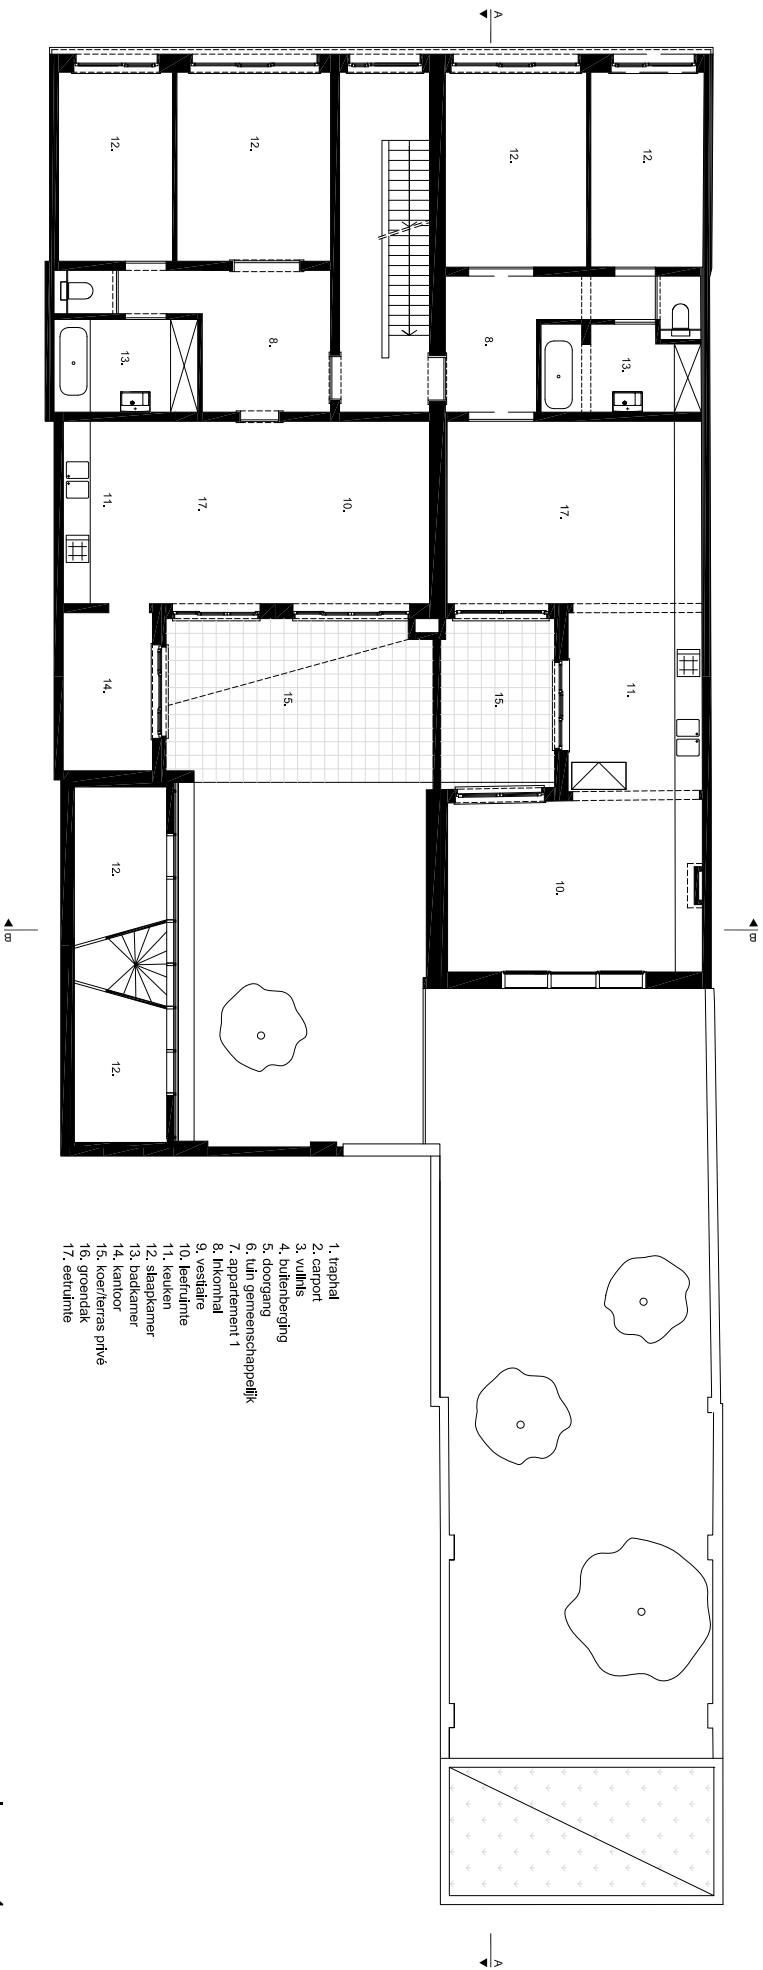 A
12.
12.
12.
12.
8.
8.
13.
13.
11.
17.
10.
17.
14.
15.
15.
11.
12.
10.
B
B
12.
1. traphal
2. carport
3. vuilnis
4. buitenberging
5. doorgang
6. tuin gemeenschappelijk
7. appartement 1
8. inkomhal
9. vestiaire
10. leefruimte
11. keuken
12. slaapkamer
13. badkamer
14. kantoor
15. koer/terras privé
16. groendak
17. eetruimte
A